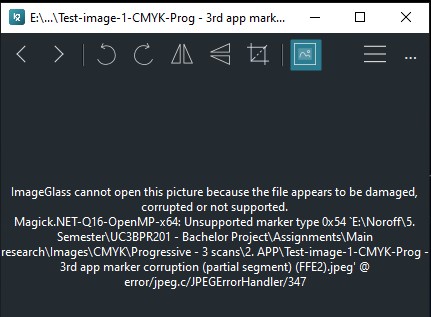 E:\...\Test-image-1-CMYK-Prog - 3rd app mark...
ImageGlass cannot open this picture because the file appears to be damaged,
corrupted or not supported.
Magick.NET-Q16-OpenMP-x64: Unsupported marker type 0x54 `E:\Noroff\5.
Semester\UC3BPR201 - Bachelor Project\Assignments\Main
research\Images\CMYK\Progressive - 3 scans\2. APP\Test-image-1-CMYK-Prog -
3rd app marker corruption (partial segment) (FFE2).jpeg' @
error/jpeg.c/JPEGErrorHandler/347